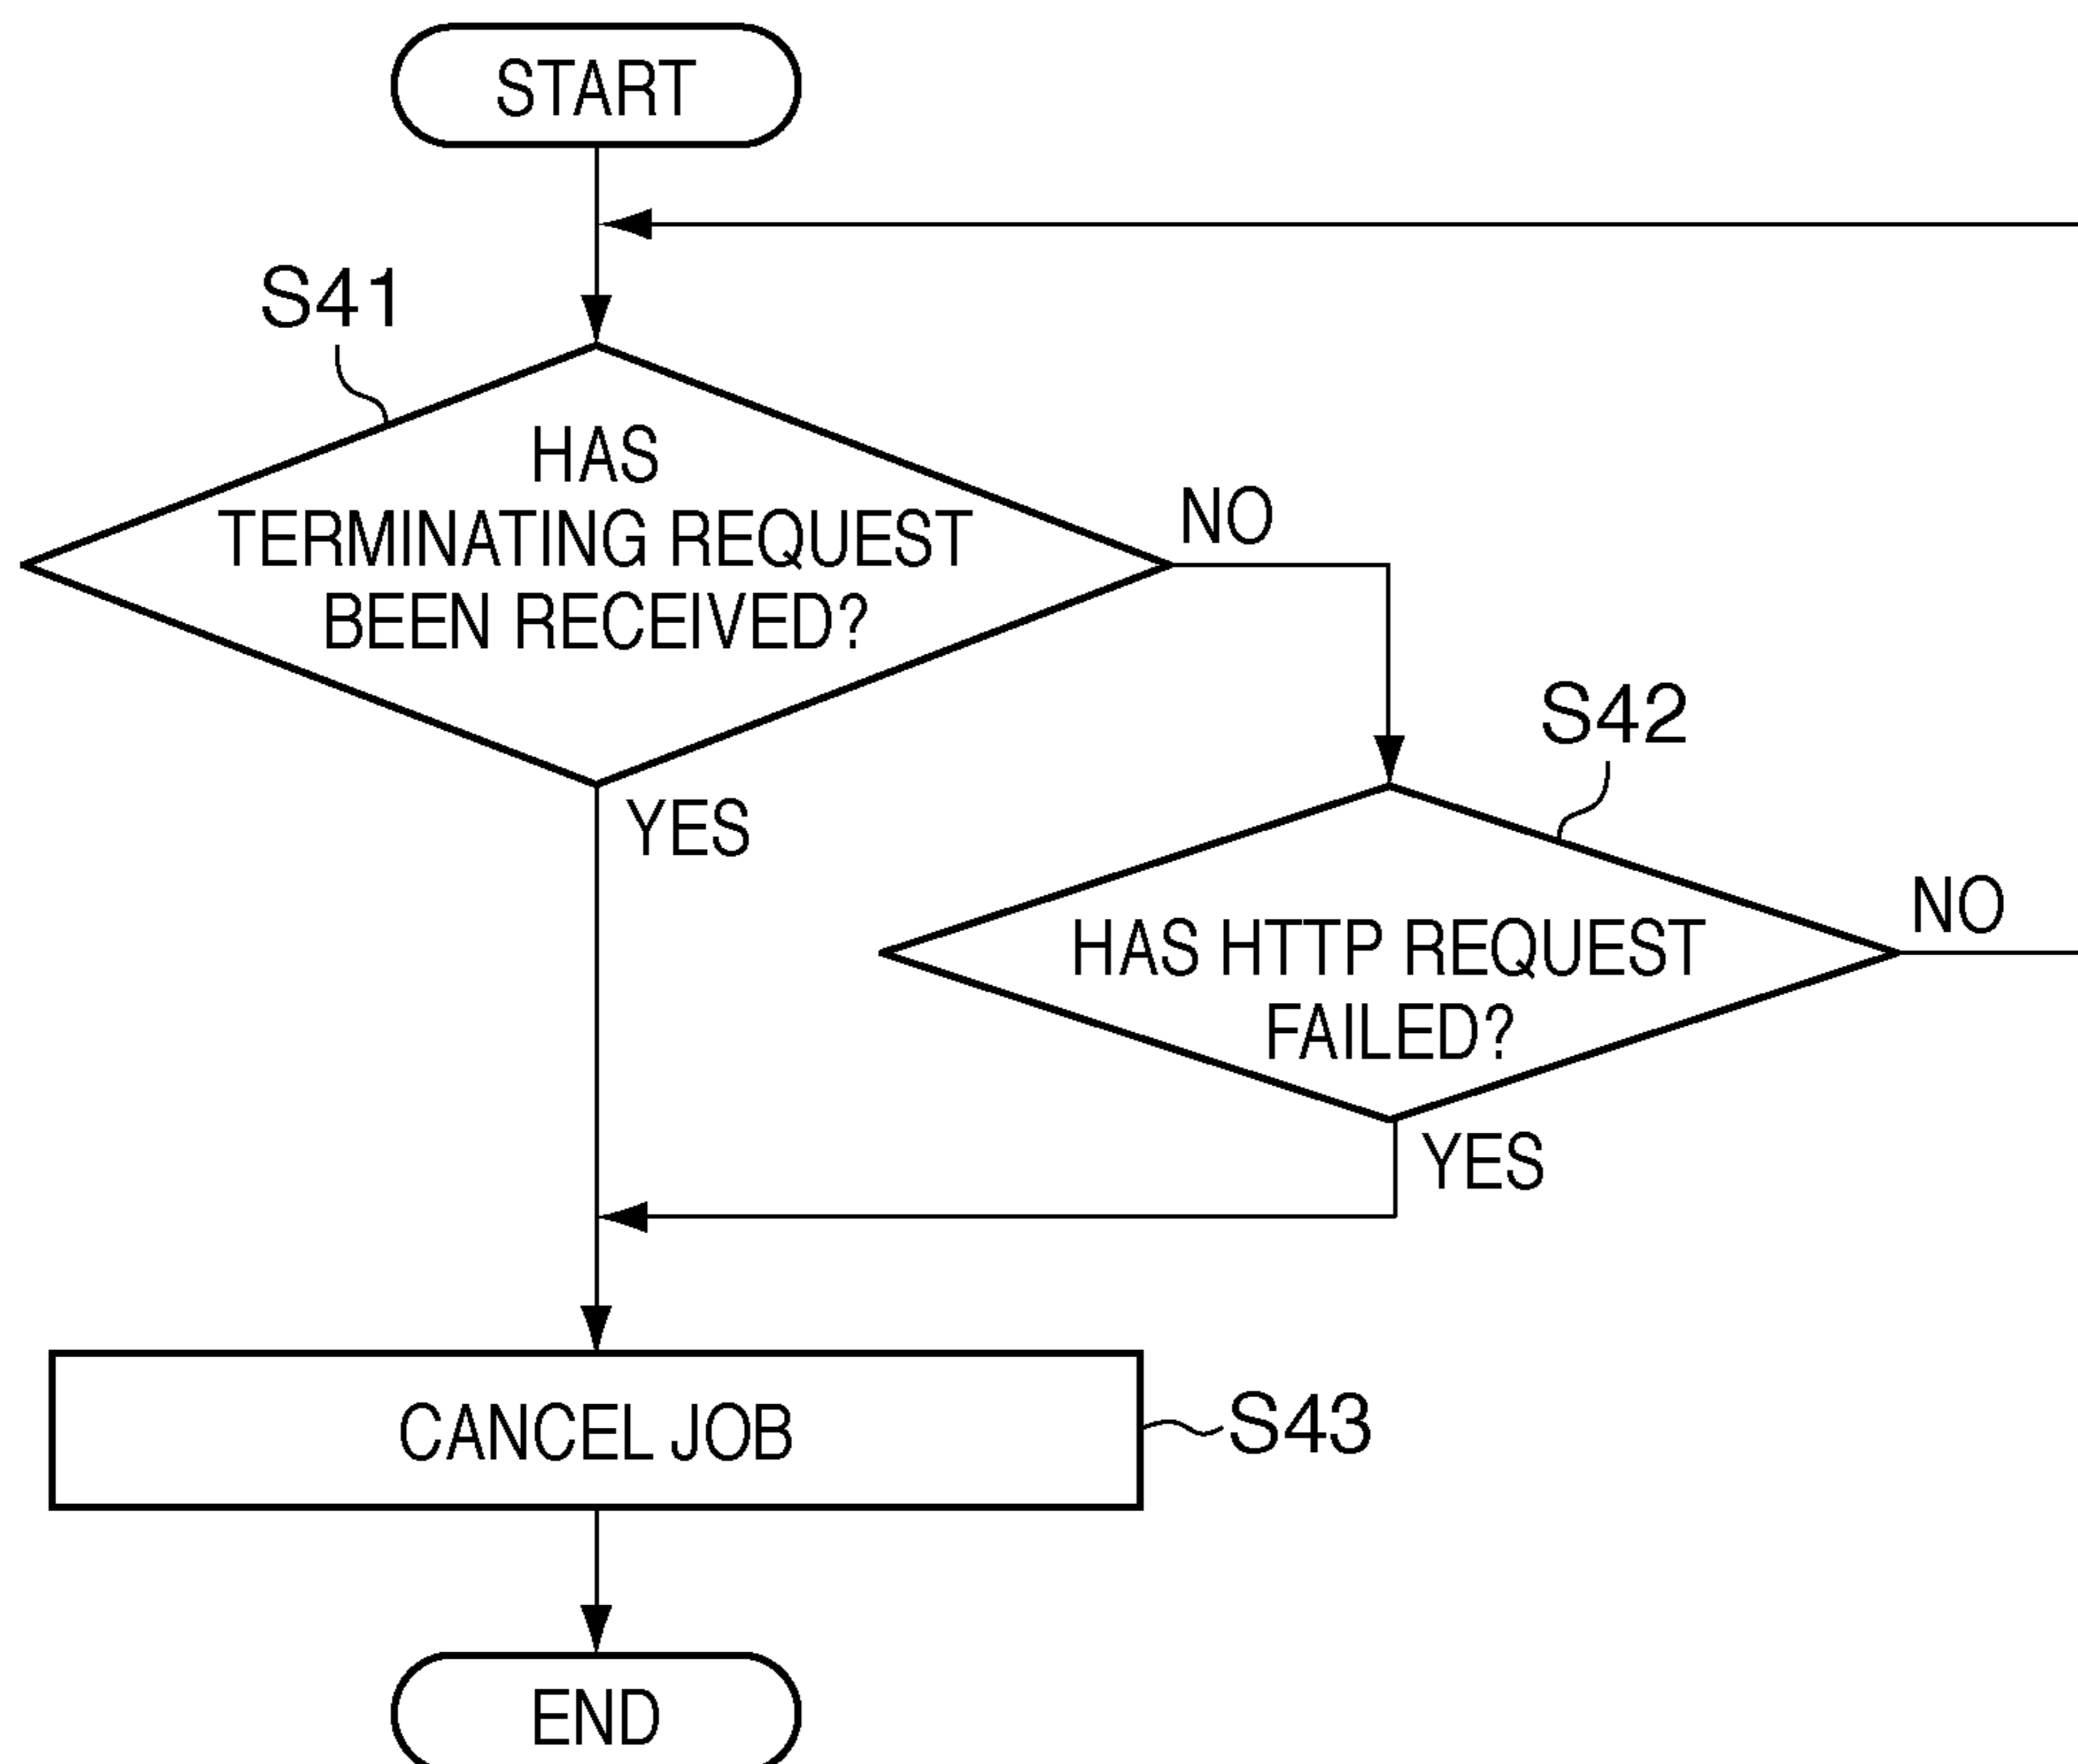 START
S41
HAS
TERMINATING REQUEST
BEEN RECEIVED?
NO
YES
S42
HAS HTTP REQUEST
FAILED?
NO
YES
CANCEL JOB
S43
END